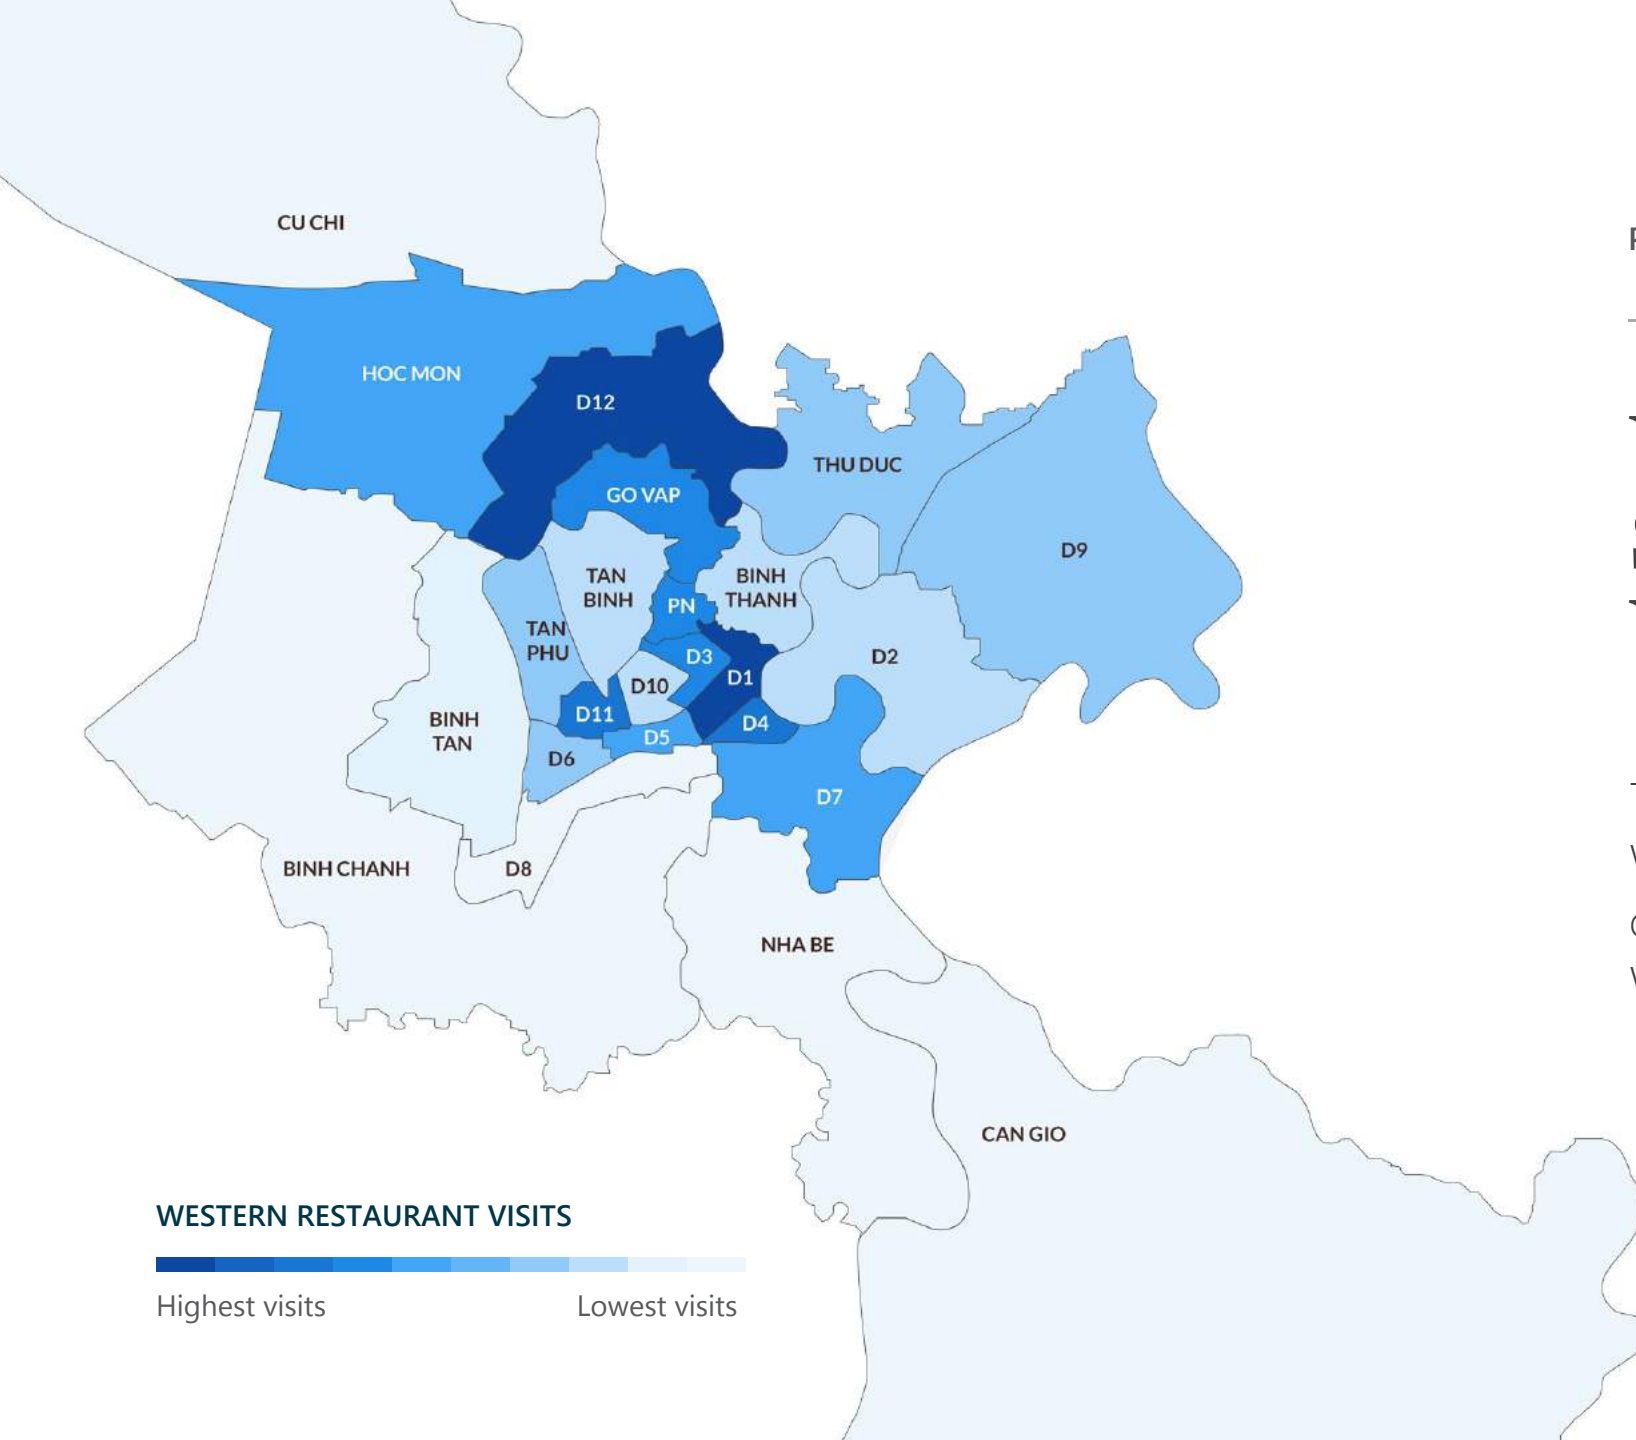 CU CHI
HOC MON
D12
THU DUC
GO VAP
D9
TAN
BINH
BINH
THANH
PN
TAN
PHU
D3
D2
D1
D10
D11
D4
BINH
TAN
D5
D6
D7
BINH CHANH
D8
NHA BE
CAN GIO
WESTERN RESTAURANT VISITS
Highest visits
Lowest visits